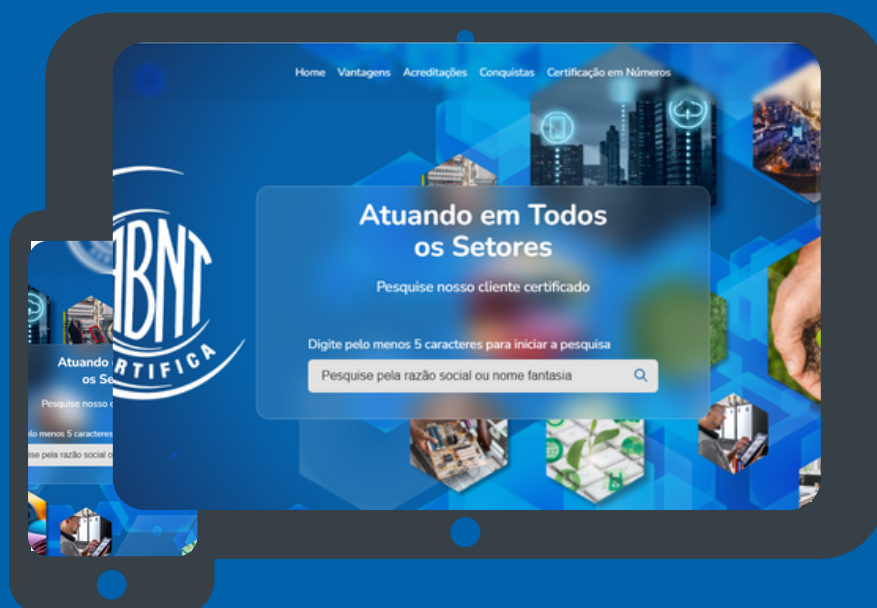 Home Vantagens Acreditações Conquistas Certificação em Números
ABNT
RTIFICA
Atuando em Todos
os Setores
Pesquise nosso cliente certificado
Digite pelo menos 5 caracteres para iniciar a pesquisa
Pesquise pela razão social ou nome fantasia
Atuando
os Se
Pesquise nosso
elo menos 5 caracteres
ise pela razão social o